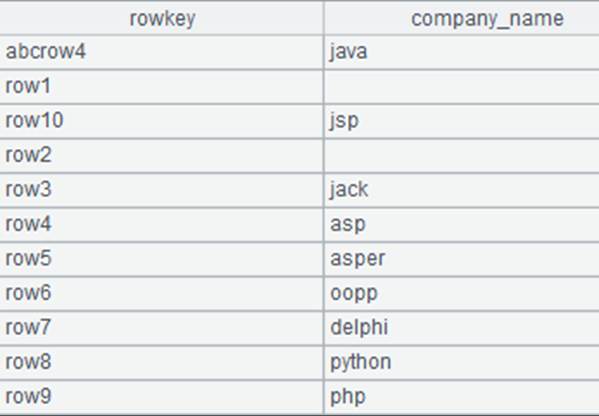 rowkey company_name
abcrow4 java
row1
row10 jsp
row2
row3 jack
row4 asp
row5 asper
row6 oopp
row7 delphi
row8 python
row9 php